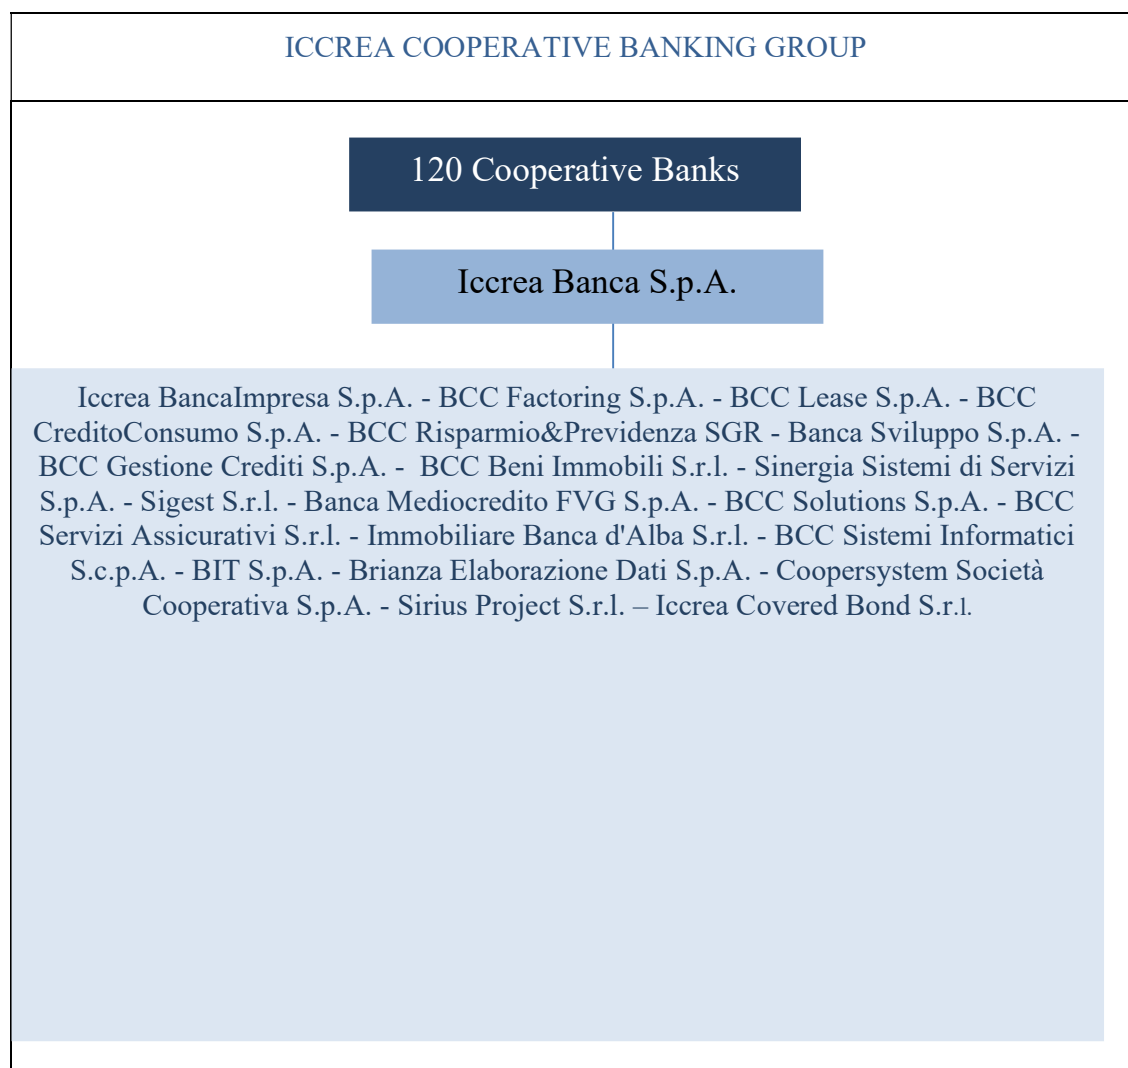 ICCREA COOPERATIVE BANKING GROUP
120 Cooperative Banks
Iccrea Banca S.p.A.
Iccrea BancaImpresa S.p.A. - BCC Factoring S.p.A. - BCC Lease S.p.A. - BCC
CreditoConsumo S.p.A. - BCC Risparmio&Previdenza SGR - Banca Sviluppo S.p.A. -
BCC Gestione Crediti S.p.A. - BCC Beni Immobili S.r.l. - Sinergia Sistemi di Servizi
S.p.A. - Sigest S.r.l. - Banca Mediocredito FVG S.p.A. - BCC Solutions S.p.A. - BCC
Servizi Assicurativi S.r.l. - Immobiliare Banca d'Alba S.r.l. - BCC Sistemi Informatici
S.c.p.A. - BIT S.p.A. - Brianza Elaborazione Dati S.p.A. - Coopersystem Società
Cooperativa S.p.A. - Sirius Project S.r.l. – Iccrea Covered Bond S.r.l.